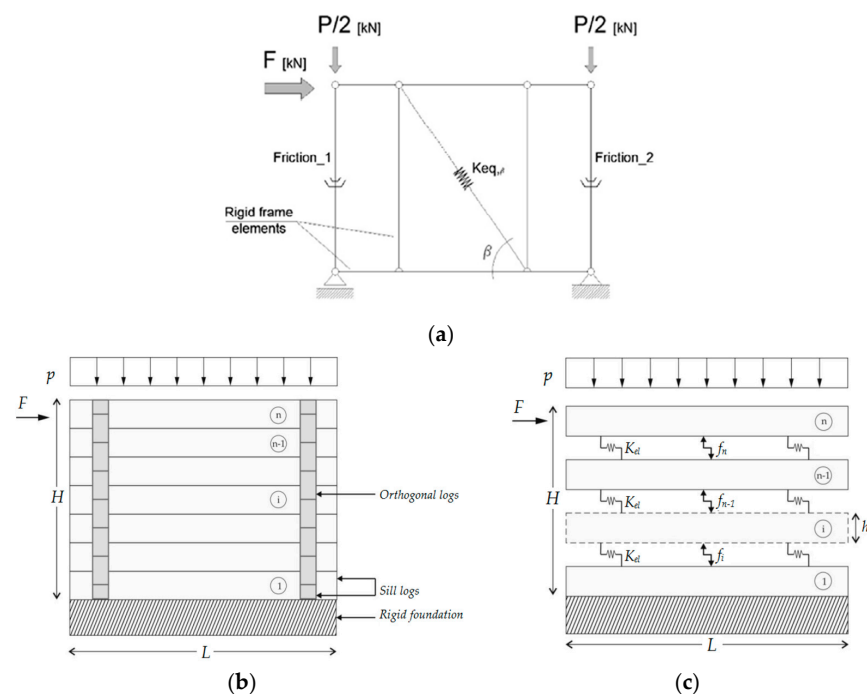 P/2 [kN]
P/2 [kN]
F [kN]
Friction_1
Keq,β
Friction_2
Rigid frame
elements
β
(a)
p
F
n
n-1
H
i
Orthogonal logs
1
Sill logs
Rigid foundation
L
(b)
p
F
n
Kel
fn
n-1
H
Kel
fn-1
i
h
Kel
fi
1
L
(c)